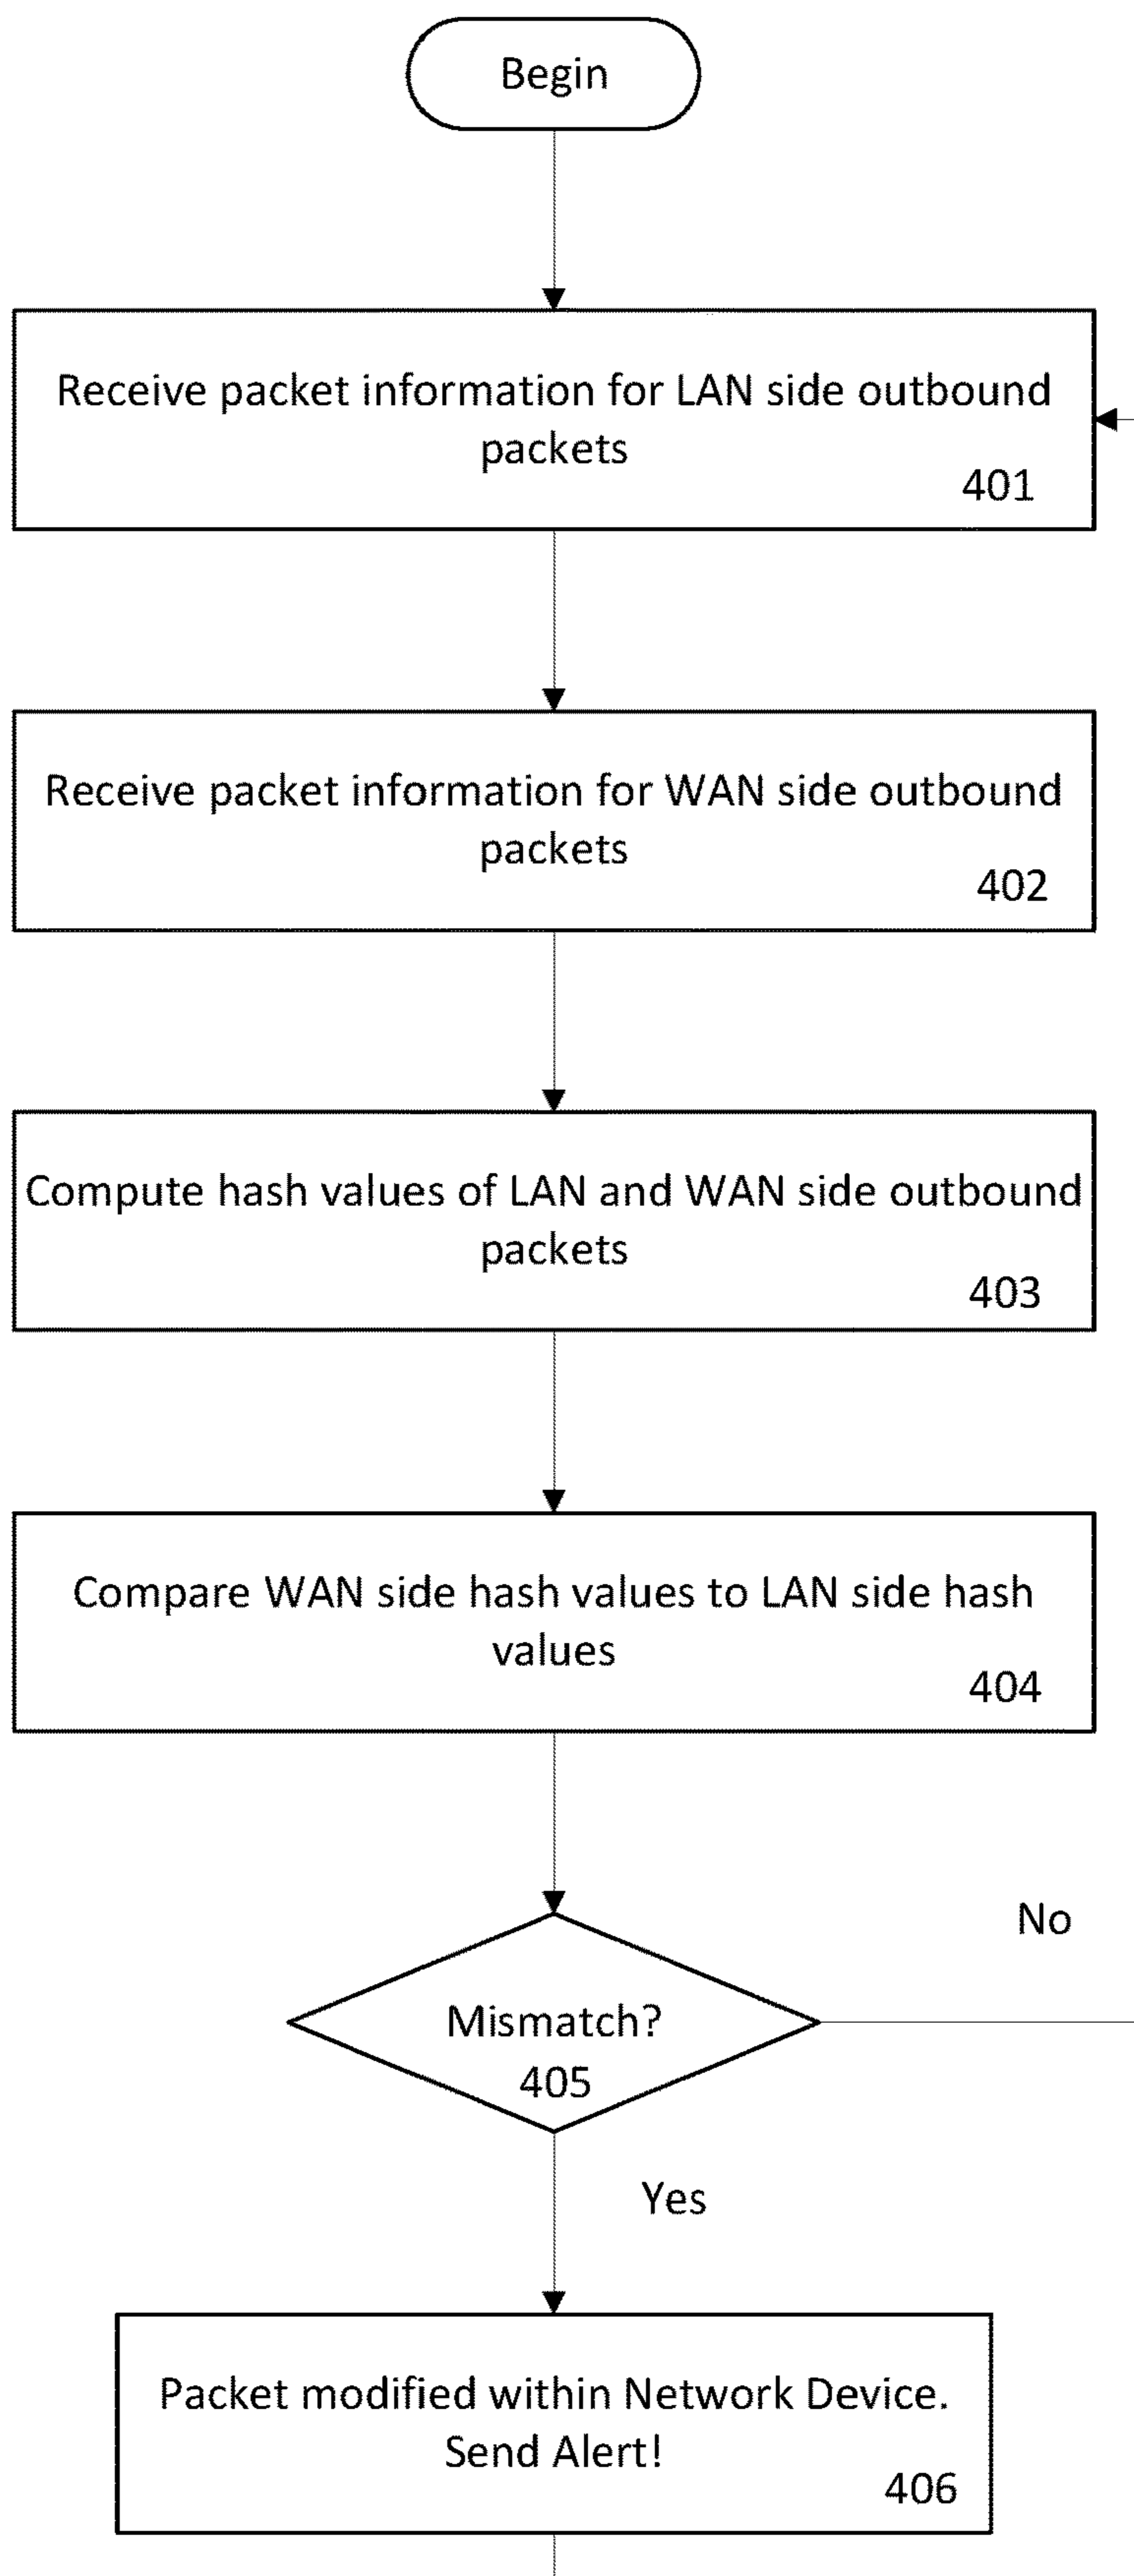 Begin
Receive packet information for LAN side outbound
packets
401
Receive packet information for WAN side outbound
packets
402
Compute hash values of LAN and WAN side outbound
packets
403
Compare WAN side hash values to LAN side hash
values
404
No
Mismatch?
405
Yes
Packet modified within Network Device.
Send Alert!
406